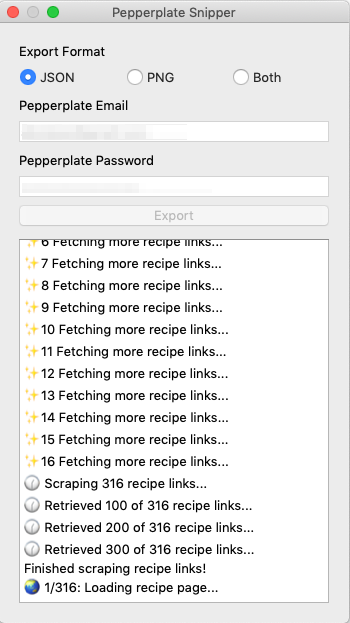 Pepperplate Snipper
Export Format
JSON PNG Both
Pepperplate Email
Pepperplate Password
Export
✨6 Fetching more recipe links...
✨7 Fetching more recipe links...
✨8 Fetching more recipe links...
✨9 Fetching more recipe links...
✨10 Fetching more recipe links...
✨11 Fetching more recipe links...
✨12 Fetching more recipe links...
✨13 Fetching more recipe links...
✨14 Fetching more recipe links...
✨15 Fetching more recipe links...
✨16 Fetching more recipe links...
🕜 Scraping 316 recipe links...
🕜 Retrieved 100 of 316 recipe links...
🕜 Retrieved 200 of 316 recipe links...
🕜 Retrieved 300 of 316 recipe links...
Finished scraping recipe links!
🌏 1/316: Loading recipe page...